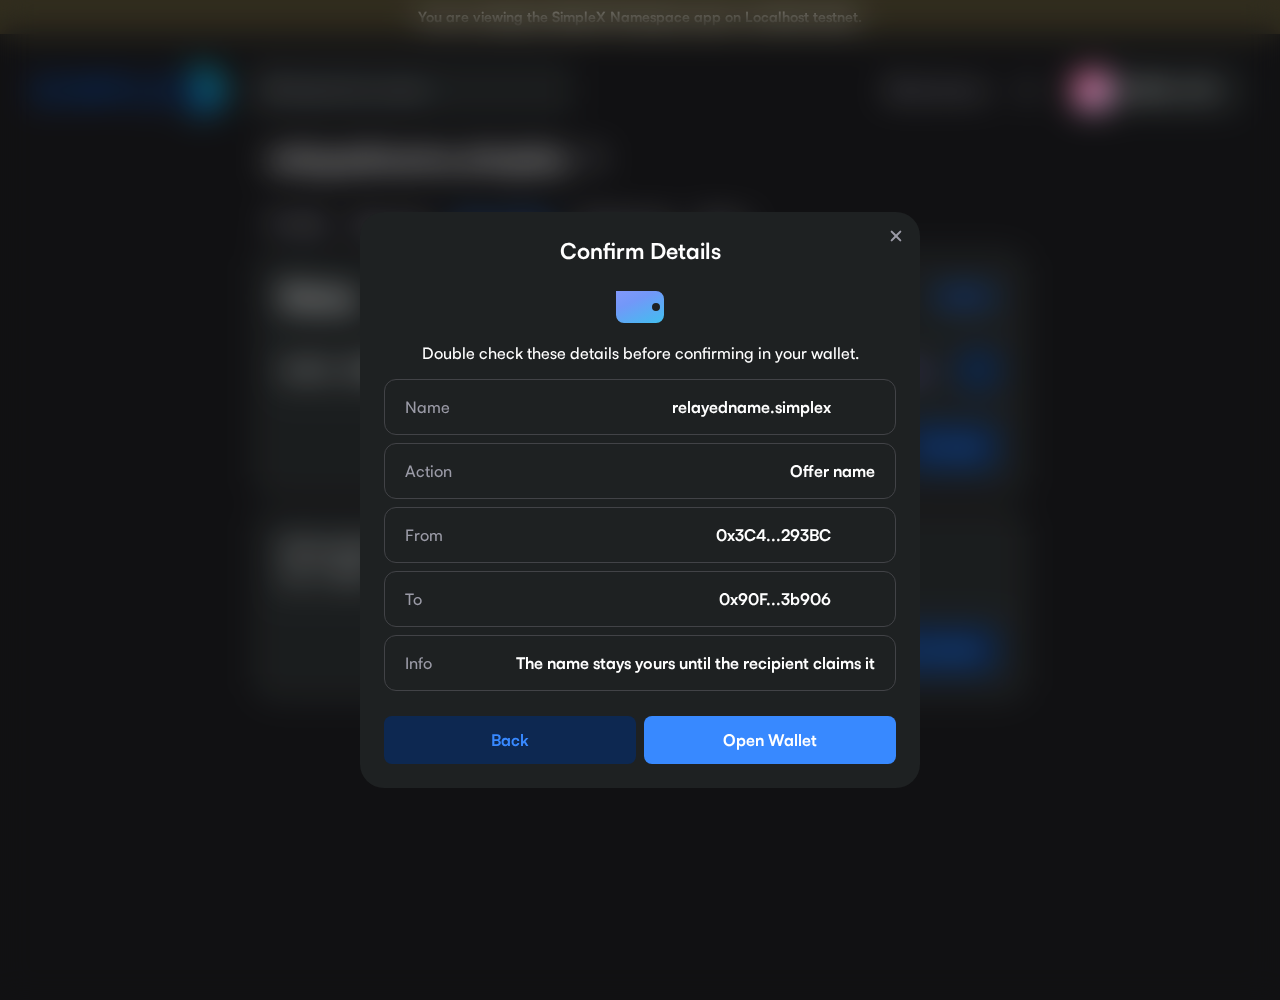 You are viewing the SimpleX Namespace app on Localhost testnet.
Confirm Details
Double check these details before confirming in your wallet.
Name relayedname.simplex
Action Offer name
From 0x3C4...293BC
To 0x90F...3b906
Info The name stays yours until the recipient claims it
Back Open Wallet